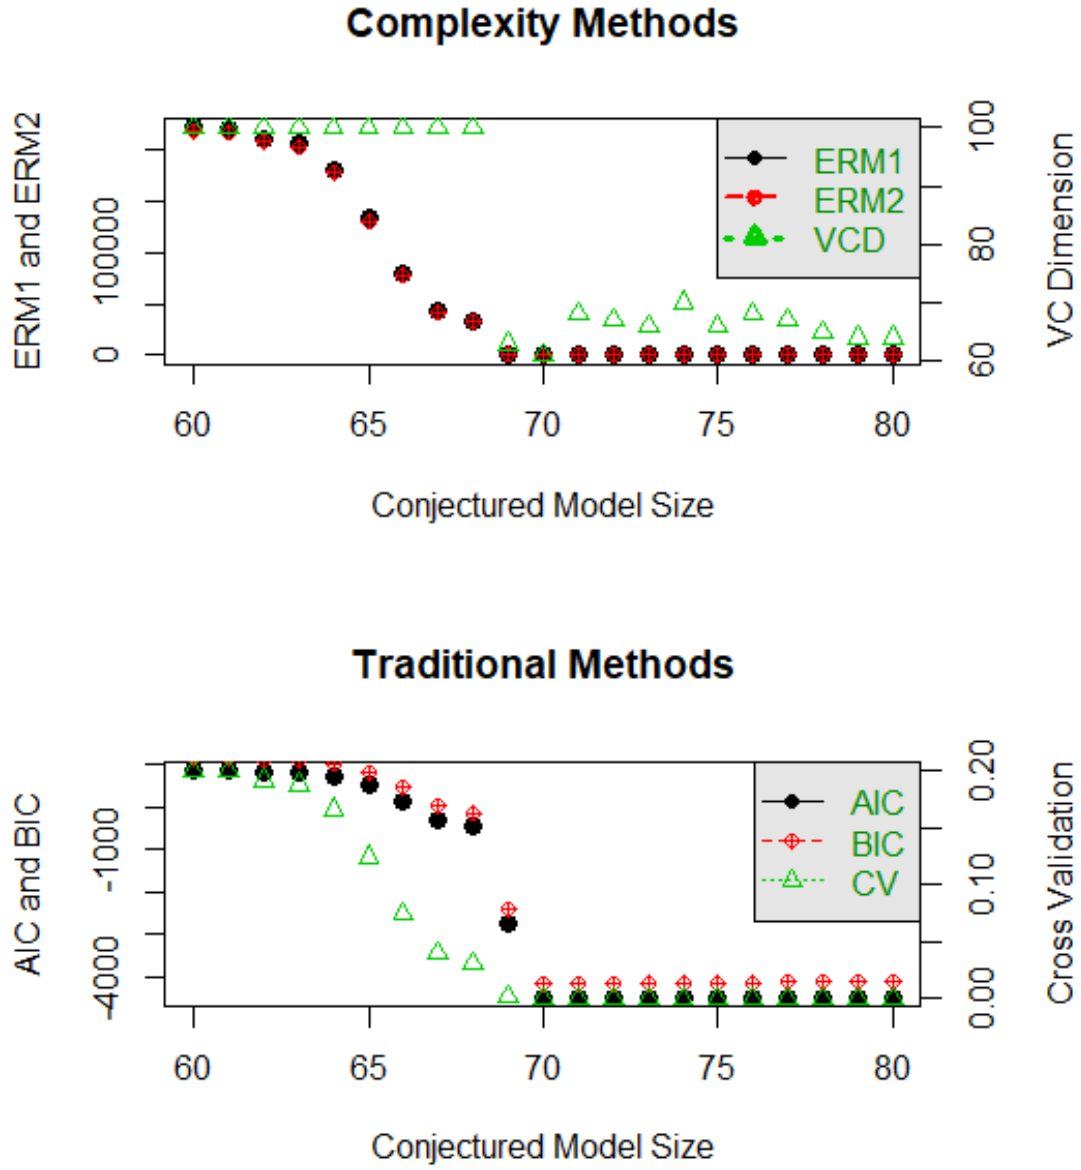 Complexity Methods
ERM1 and ERM2
1000000
0
ERM1
ERM2
VCD
100
80
60
VC Dimension
60 65 70 75 80
Conjectured Model Size
Traditional Methods
AIC and BIC
-1000
-4000
AIC
BIC
CV
0.20
0.10
0.00
Cross Validation
60 65 70 75 80
Conjectured Model Size